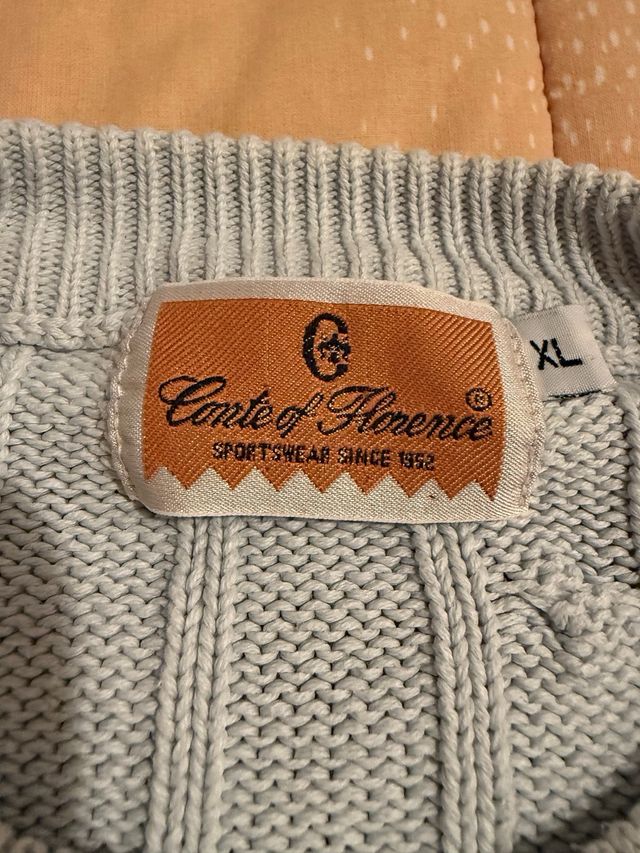 C
Conte of Florence ®
SPORTSWEAR SINCE 1952
XL